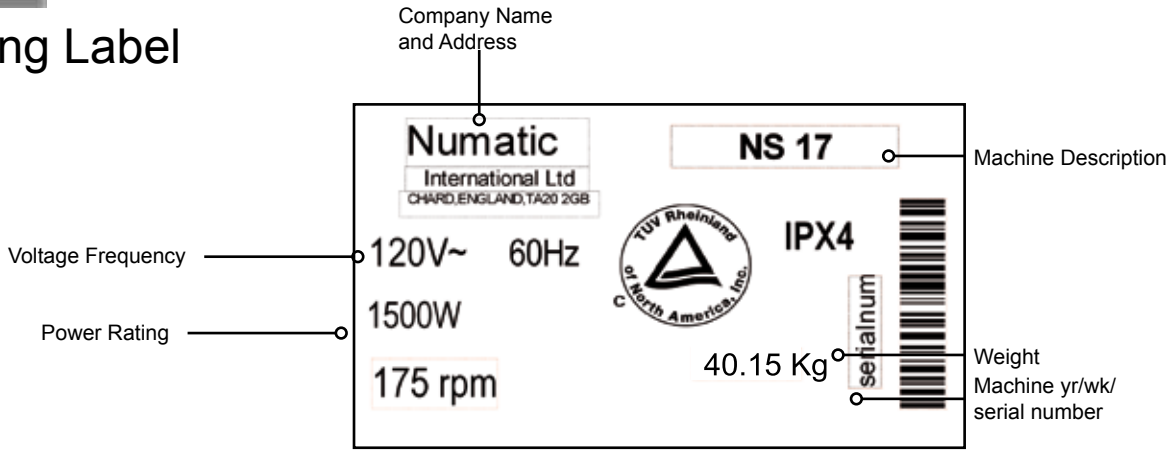 Company Name
and Address
ng Label
Numatic
International Ltd
CHARD,ENGLAND,TA20 2GB
NS 17
Machine Description
Voltage Frequency
120V~ 60Hz
TUV Rheinland
of North America, Inc.
C
IPX4
Power Rating
1500W
serialnum
175 rpm
40.15 Kg
Weight
Machine yr/wk/
serial number